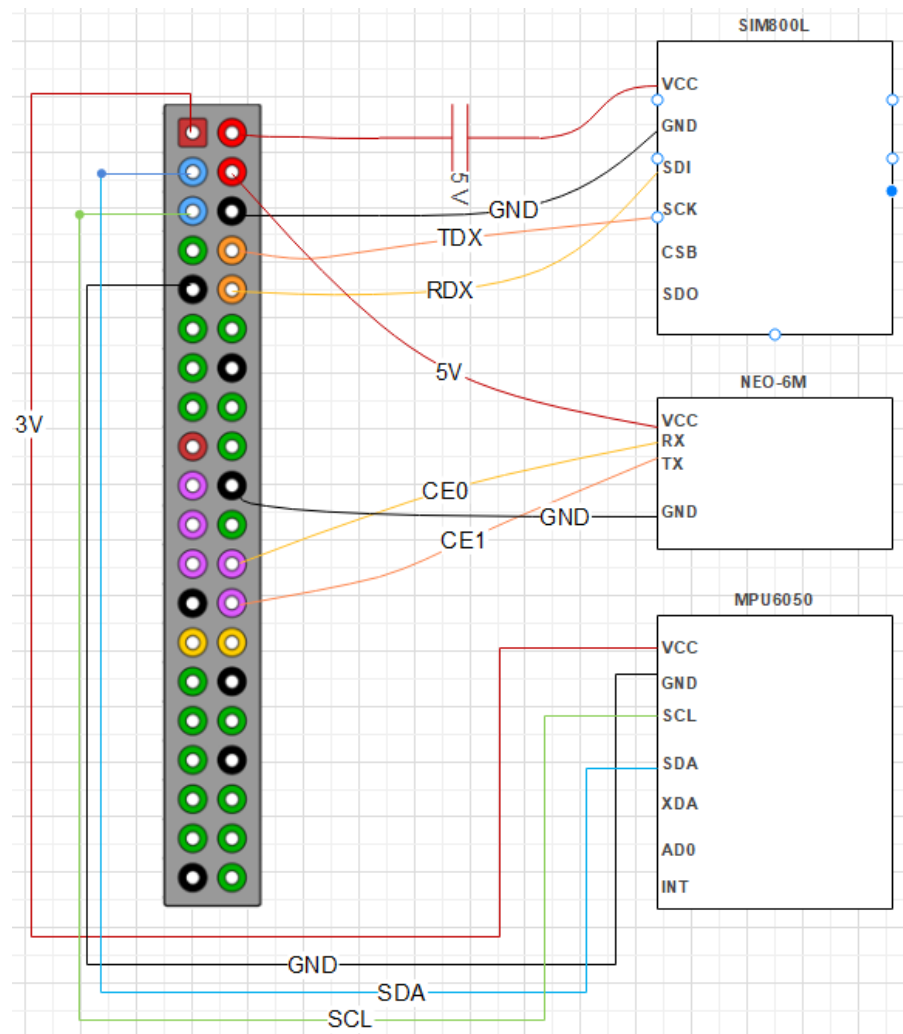 SIM800L
VCC
GND
SDI
SCK
CSB
SDO
5V
GND
TDX
RDX
5V
NEO-6M
VCC
RX
TX
GND
3V
CE0
GND
CE1
MPU6050
VCC
GND
SCL
SDA
XDA
AD0
INT
GND
SDA
SCL